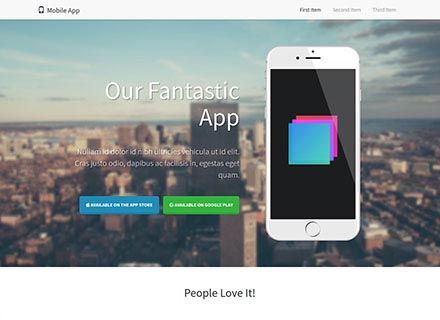 Mobile App
First Item Second Item Third Item
Our Fantastic
App
Nullam id dolor id nibh ultricies vehicula ut id elit.
Cras justo odio, dapibus ac facilisis in, egestas eget
quam.
AVAILABLE ON THE APP STORE
AVAILABLE ON GOOGLE PLAY
People Love It!